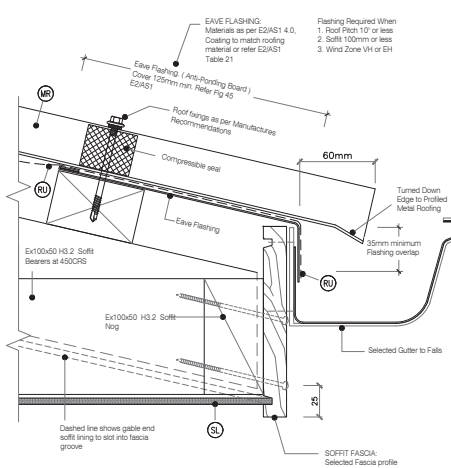 EAVE FLASHING:
Materials as per E2/AS1 4.0,
Coating to match roofing
material or refer E2/AS1
Table 21
Flashing Required When
1. Roof Pitch 10° or less
2. Soffit 100mm or less
3. Wind Zone VH or EH
Eave Flashing. ( Anti-Ponding Board )
Cover 125mm min. Refer Fig 45
E2/AS1
MR
Roof fixings as per Manufactures
Recommendations
Compressible seal
60mm
RU
Turned Down
Edge to Profiled
Metal Roofing
Eave Flashing
35mm minimum
Flashing overlap
Ex100x50 H3.2 Soffit
Bearers at 450CRS
RU
Ex100x50 H3.2 Soffit
Nog
Selected Gutter to Falls
25
Dashed line shows gable end
soffit lining to slot into fascia
groove
SL
SOFFIT FASCIA:
Selected Fascia profile